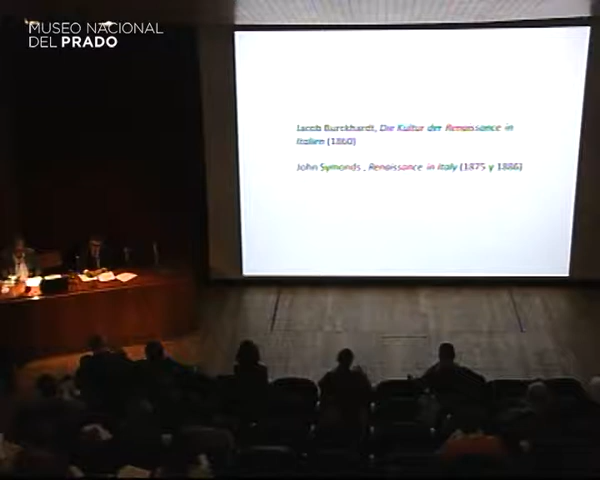 MUSEO NACIONAL
DEL PRADO
Jacob Burckhardt, Die Kultur der Renaissance in
Italien (1860)
John Symonds , Renaissance in Italy (1875 y 1886)